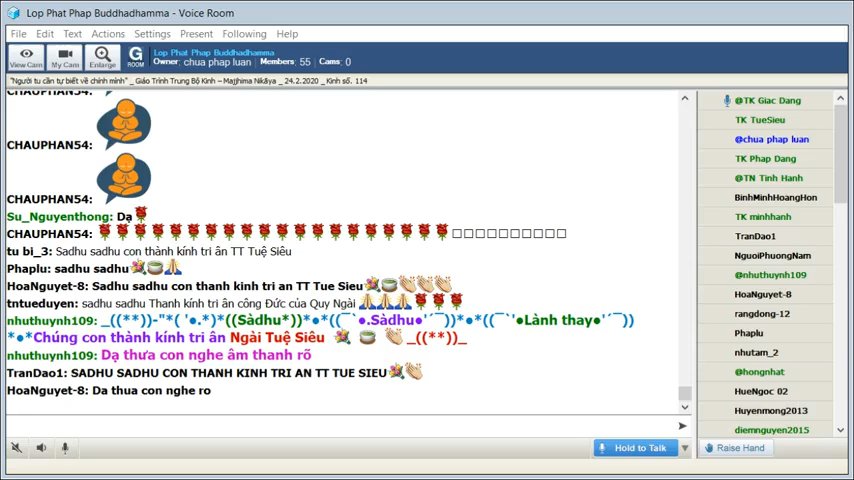 Lop Phat Phap Buddhadhamma - Voice Room
File Edit Text Actions Settings Present Following Help
View Cam
My Cam
Enlarge
G ROOM
Lop Phat Phap Buddhadhamma
Owner: chua phap luan Members: 55 Cams: 0
"Người tu cần tự biết về chính mình" _ Giáo Trình Trung Bộ Kinh – Majjhima Nikāya _ 24.2.2020 _ Kinh số. 114
CHAUPHAN54:
CHAUPHAN54:
CHAUPHAN54:
Su_Nguyenthong: Dạ
CHAUPHAN54: □□□□□□□□□□
tu bi_3: Sadhu sadhu con thành kính tri ân TT Tuệ Siêu
Phaplu: sadhu sadhu
HoaNguyet-8: Sadhu sadhu con thanh kinh tri an TT Tue Sieu
tntueduyen: sadhu sadhu Thanh kính tri ân công Đức của Quy Ngài
nhuthuynh109: _((**))-"*( '●.*)*((Sàdhu*))*●*((¯`●.Sàdhu●'´¯))*●*((¯`'●Lành thay●'´¯))
*●*Chúng con thành kính tri ân Ngài Tuệ Siêu _((**))_
nhuthuynh109: Dạ thưa con nghe âm thanh rõ
TranDao1: SADHU SADHU CON THANH KINH TRI AN TT TUE SIEU
HoaNguyet-8: Da thua con nghe ro
@TK Giac Dang
TK TueSieu
@chua phap luan
TK Phap Dang
@TN Tinh Hanh
BinhMinhHoangHon
TK minhhanh
TranDao1
NguoiPhuongNam
@nhuthuynh109
HoaNguyet-8
rangdong-12
Phaplu
nhutam_2
@hongnhat
HueNgoc 02
Huyenmong2013
diemnguyen2015
Hold to Talk
Raise Hand